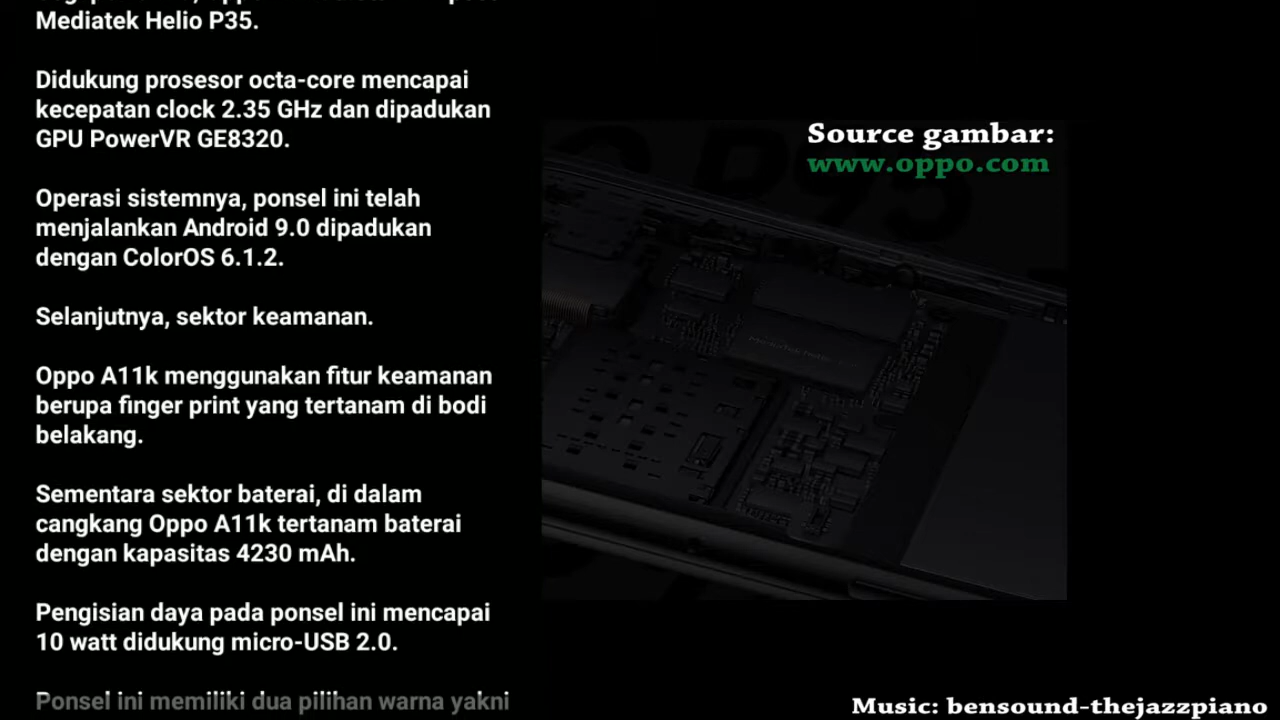 Mediatek Helio P35.
Didukung prosesor octa-core mencapai
kecepatan clock 2.35 GHz dan dipadukan
GPU PowerVR GE8320.
Operasi sistemnya, ponsel ini telah
menjalankan Android 9.0 dipadukan
dengan ColorOS 6.1.2.
Selanjutnya, sektor keamanan.
Oppo A11k menggunakan fitur keamanan
berupa finger print yang tertanam di bodi
belakang.
Sementara sektor baterai, di dalam
cangkang Oppo A11k tertanam baterai
dengan kapasitas 4230 mAh.
Pengisian daya pada ponsel ini mencapai
10 watt didukung micro-USB 2.0.
Ponsel ini memiliki dua pilihan warna yakni
Source gambar:
www.oppo.com
Music: bensound-thejazzpiano